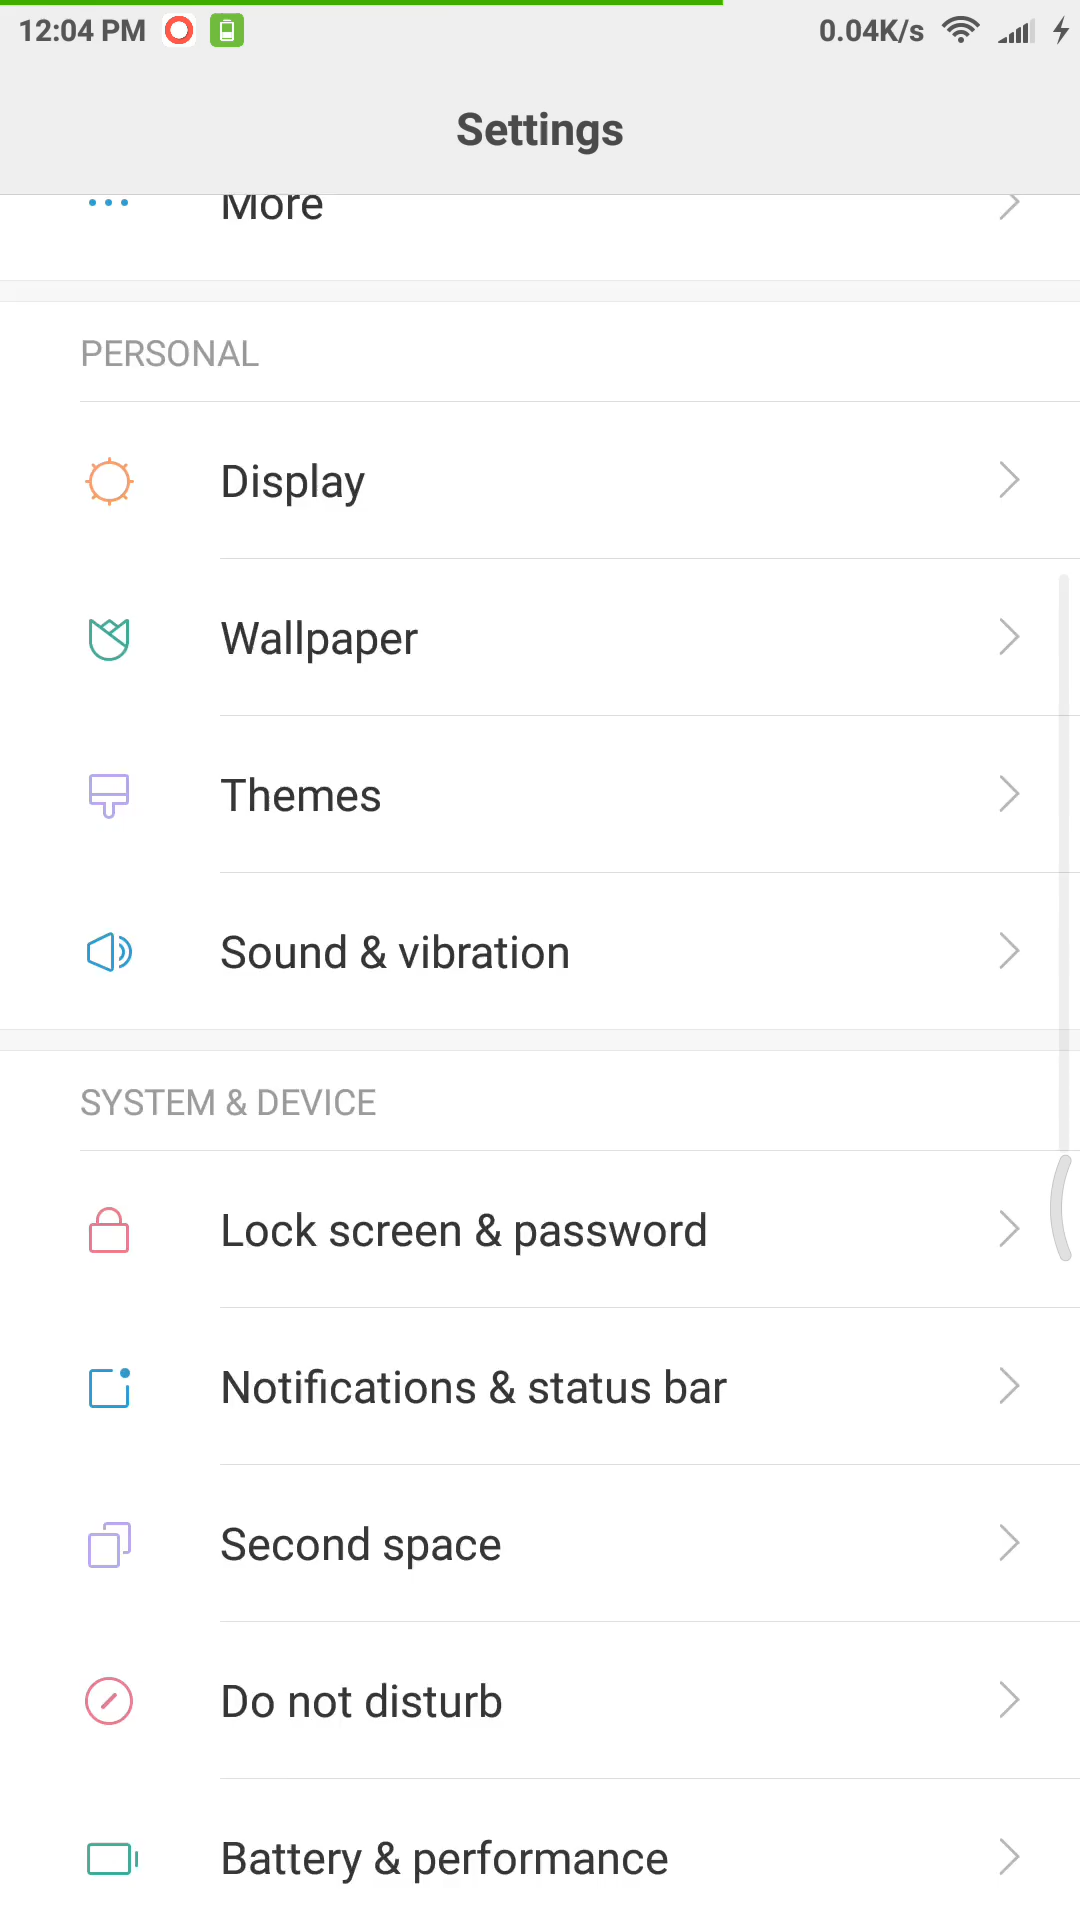 12:04 PM 0.04K/s
Settings
More
PERSONAL
Display
Wallpaper
Themes
Sound & vibration
SYSTEM & DEVICE
Lock screen & password
Notifications & status bar
Second space
Do not disturb
Battery & performance